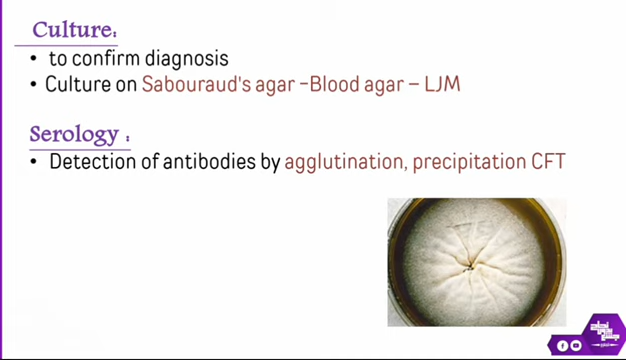 Culture:
• to confirm diagnosis
• Culture on Sabouraud's agar -Blood agar – LJM
Serology :
• Detection of antibodies by agglutination, precipitation CFT